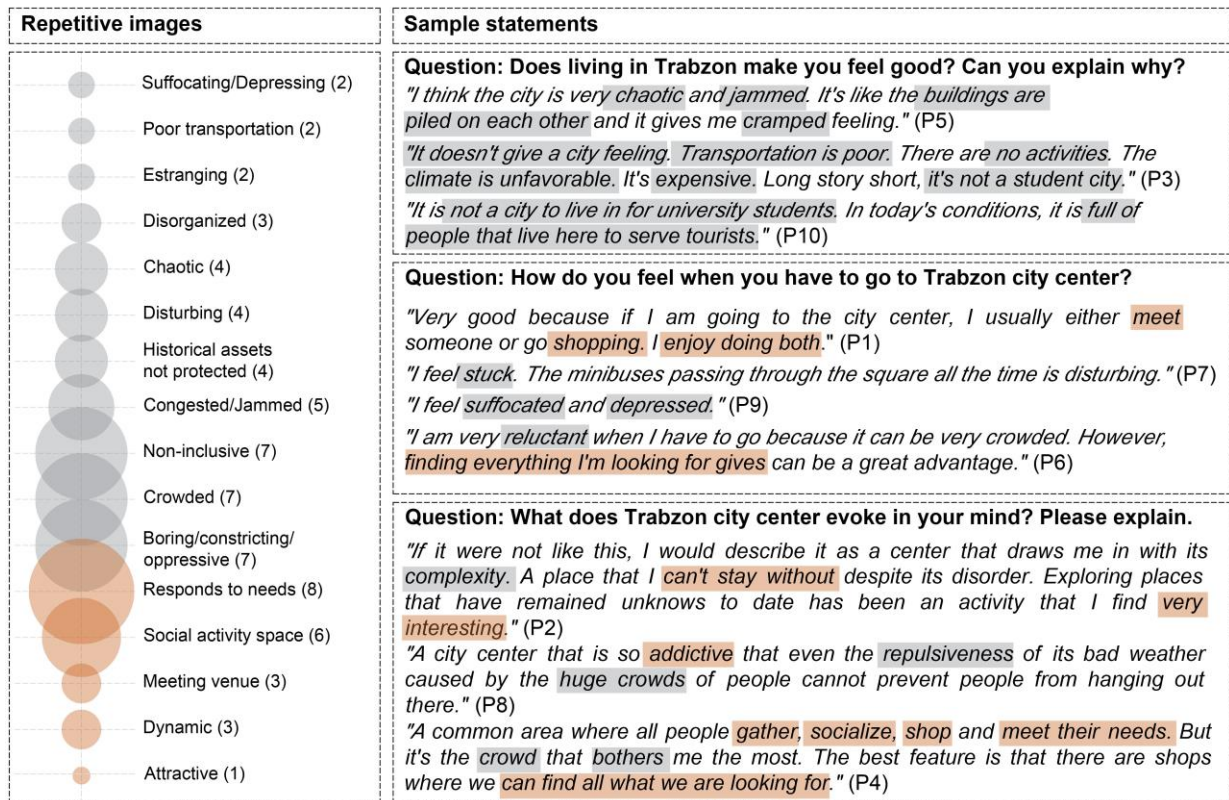 Repetitive images
Suffocating/Depressing (2)
Poor transportation (2)
Estranging (2)
Disorganized (3)
Chaotic (4)
Disturbing (4)
Historical assets
not protected (4)
Congested/Jammed (5)
Non-inclusive (7)
Crowded (7)
Boring/constricting/
oppressive (7)
Responds to needs (8)
Social activity space (6)
Meeting venue (3)
Dynamic (3)
Attractive (1)
Sample statements
Question: Does living in Trabzon make you feel good? Can you explain why?
"I think the city is very chaotic and jammed. It's like the buildings are
piled on each other and it gives me cramped feeling." (P5)
"It doesn't give a city feeling. Transportation is poor. There are no activities. The
climate is unfavorable. It's expensive. Long story short, it's not a student city." (P3)
"It is not a city to live in for university students. In today's conditions, it is full of
people that live here to serve tourists." (P10)
Question: How do you feel when you have to go to Trabzon city center?
"Very good because if I am going to the city center, I usually either meet
someone or go shopping. I enjoy doing both." (P1)
"I feel stuck. The minibuses passing through the square all the time is disturbing." (P7)
"I feel suffocated and depressed." (P9)
"I am very reluctant when I have to go because it can be very crowded. However,
finding everything I'm looking for gives can be a great advantage." (P6)
Question: What does Trabzon city center evoke in your mind? Please explain.
"If it were not like this, I would describe it as a center that draws me in with its
complexity. A place that I can't stay without despite its disorder. Exploring places
that have remained unknows to date has been an activity that I find very
interesting." (P2)
"A city center that is so addictive that even the repulsiveness of its bad weather
caused by the huge crowds of people cannot prevent people from hanging out
there." (P8)
"A common area where all people gather, socialize, shop and meet their needs. But
it's the crowd that bothers me the most. The best feature is that there are shops
where we can find all what we are looking for." (P4)